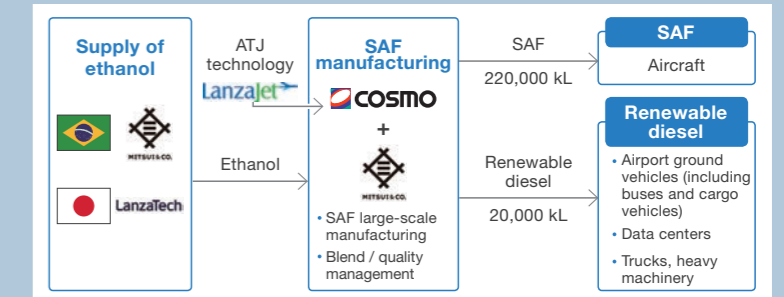 Supply of
ethanol
MITSUI & CO.
LanzaTech
ATJ
technology
LanzaJet
Ethanol
SAF
manufacturing
COSMO
+
MITSUI & CO.
• SAF large-scale
manufacturing
• Blend / quality
management
SAF
220,000 kL
Renewable
diesel
20,000 kL
SAF
Aircraft
Renewable
diesel
• Airport ground
vehicles (including
buses and cargo
vehicles)
• Data centers
• Trucks, heavy
machinery